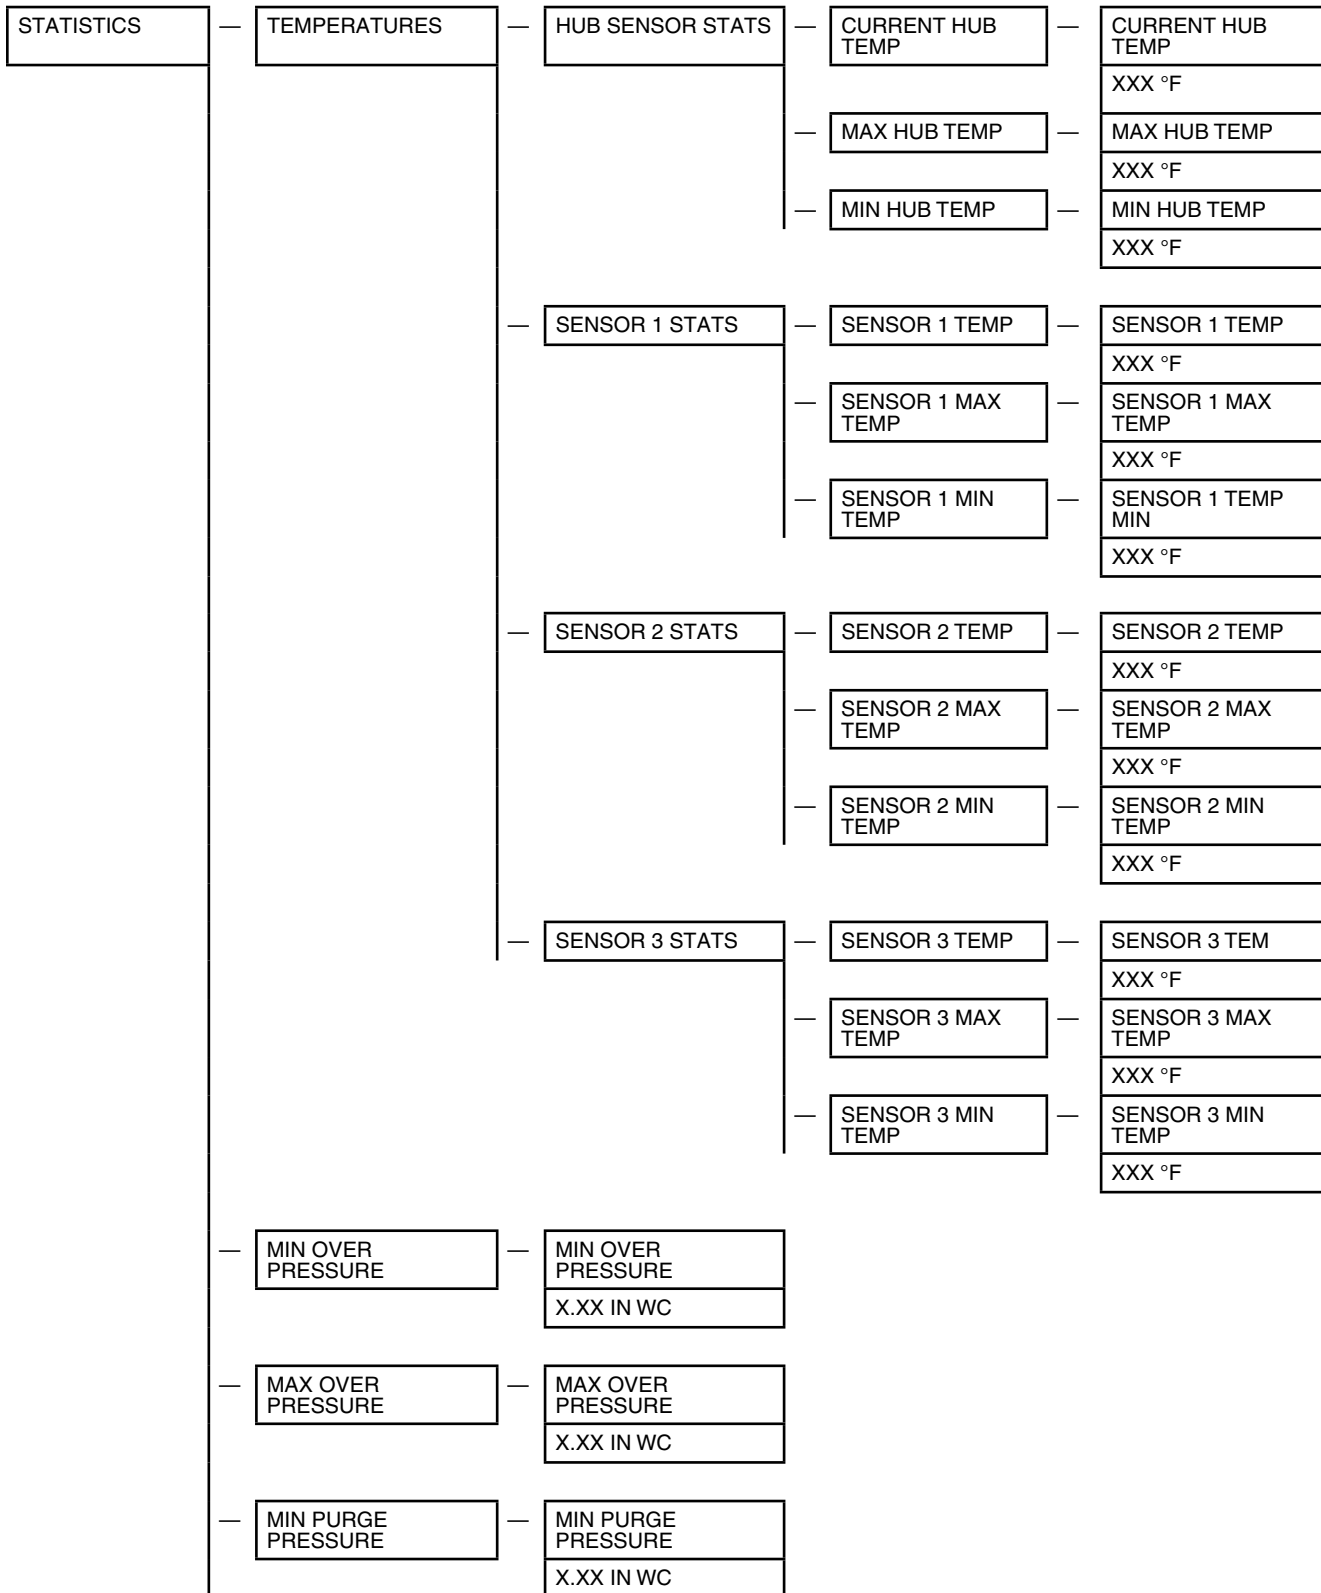 STATISTICS — TEMPERATURES — HUB SENSOR STATS — CURRENT HUB — CURRENT HUB
TEMP TEMP
XXX °F
— MAX HUB TEMP — MAX HUB TEMP
XXX °F
— MIN HUB TEMP — MIN HUB TEMP
XXX °F
— SENSOR 1 STATS — SENSOR 1 TEMP — SENSOR 1 TEMP
XXX °F
— SENSOR 1 MAX — SENSOR 1 MAX
TEMP TEMP
XXX °F
— SENSOR 1 MIN — SENSOR 1 TEMP
TEMP MIN
XXX °F
— SENSOR 2 STATS — SENSOR 2 TEMP — SENSOR 2 TEMP
XXX °F
— SENSOR 2 MAX — SENSOR 2 MAX
TEMP TEMP
XXX °F
— SENSOR 2 MIN — SENSOR 2 MIN
TEMP TEMP
XXX °F
— SENSOR 3 STATS — SENSOR 3 TEMP — SENSOR 3 TEM
XXX °F
— SENSOR 3 MAX — SENSOR 3 MAX
TEMP TEMP
XXX °F
— SENSOR 3 MIN — SENSOR 3 MIN
TEMP TEMP
XXX °F
— MIN OVER — MIN OVER
PRESSURE PRESSURE
X.XX IN WC
— MAX OVER — MAX OVER
PRESSURE PRESSURE
X.XX IN WC
— MIN PURGE — MIN PURGE
PRESSURE PRESSURE
X.XX IN WC